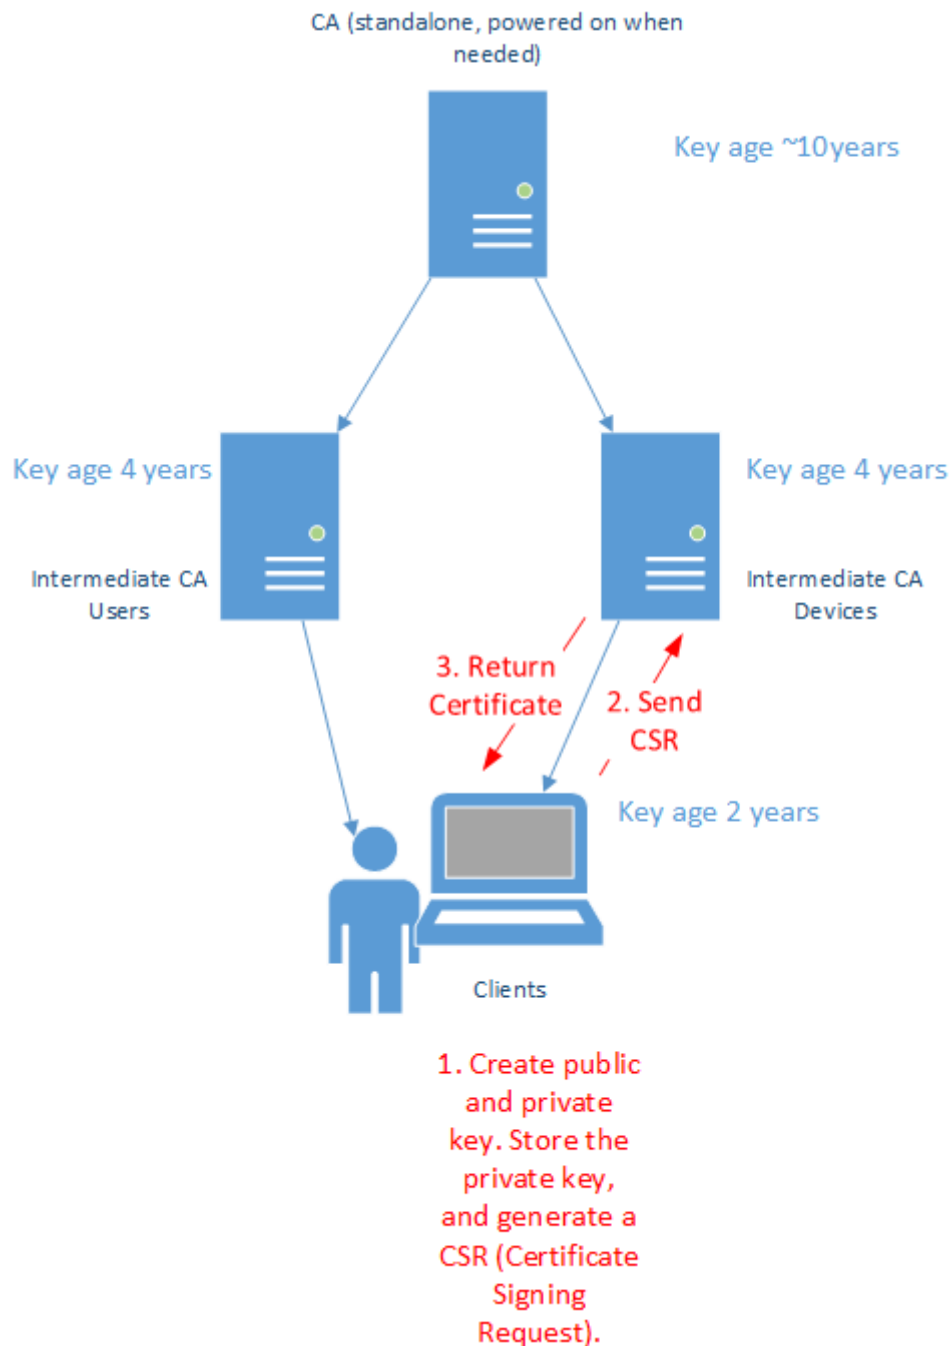 CA (standalone, powered on when
needed)
Key age ~10 years
Key age 4 years
Key age 4 years
Intermediate CA
Users
Intermediate CA
Devices
3. Return
Certificate
2. Send
CSR
Key age 2 years
Clients
1. Create public
and private
key. Store the
private key,
and generate a
CSR (Certificate
Signing
Request).